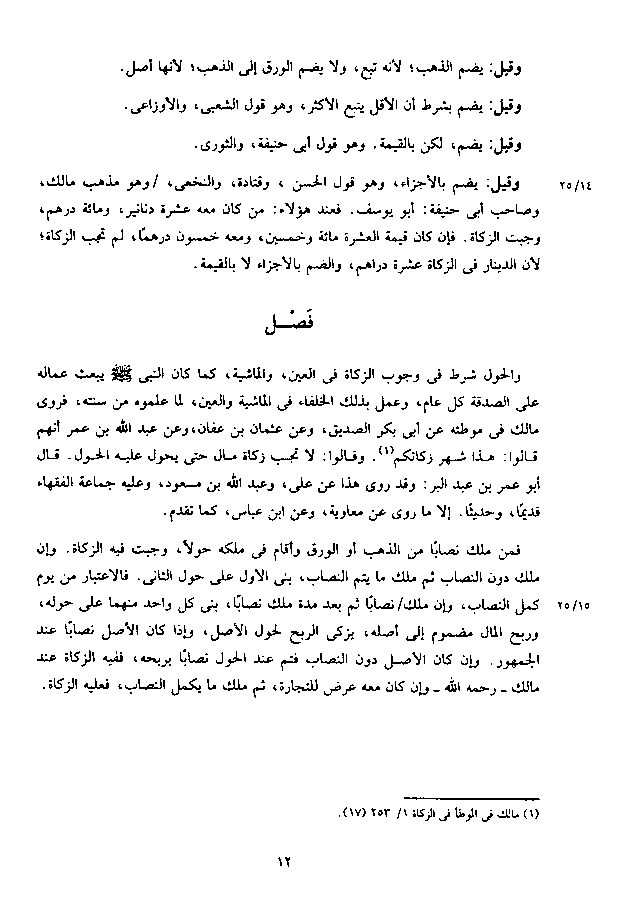 وقيل: يضم الذهب؛ لأنه تبع، ولا يضم الورق إلى الذهب؛ لأنها أصل.
وقيل: يضم بشرط أن الأقل يتبع الأكثر، وهو قول الشعبى، والأوزاعى.
وقيل: يضم، لكن بالقيمة. وهو قول أبى حنيفة، والثورى.
٢٥/١٤ وقيل: يضم بالأجزاء، وهو قول الحسن، وقتادة، والنخعى، /وهو مذهب مالك،
وصاحب أبى حنيفة: أبو يوسف. فعند هؤلاء: من كان معه عشرة دنانير، ومائة درهم،
وجبت الزكاة. فإن كان قيمة العشرة مائة وخمسين، ومعه خمسون درهمًا، لم تجب الزكاة؛
لأن الدينار فى الزكاة عشرة دراهم، والضم بالأجزاء لا بالقيمة.
فَصْـل
والحول شرط فى وجوب الزكاة فى العين، والماشية، كما كان النبى ﷺ يبعث عماله
على الصدقة كل عام، وعمل بذلك الخلفاء فى الماشية والعين، لما علموه من سنته، فروى
مالك فى موطئه عن أبى بكر الصديق، وعن عثمان بن عفان، وعن عبد الله بن عمر أنهم
قالوا: هذا شهر زكاتكم(١). وقالوا: لا تجب زكاة مال حتى يحول عليه الحول. قال
أبو عمر بن عبد البر: وقد روى هذا عن على، وعبد الله بن مسعود، وعليه جماعة الفقهاء
قديمًا، وحديثًا. إلا ما روى عن معاوية، وعن ابن عباس، كما تقدم.
فمن ملك نصابًا من الذهب أو الورق وأقام فى ملكه حولاً، وجبت فيه الزكاة. وإن
ملك دون النصاب ثم ملك ما يتم النصاب، بنى الأول على حول الثانى. فالاعتبار من يوم
٢٥/١٥ كمل النصاب، وإن ملك/ نصابًا ثم بعد مدة ملك نصابًا، بنى كل واحد منهما على حوله،
وربح المال مضموم إلى أصله، يزكى الربح لحول الأصل، وإذا كان الأصل نصابًا عند
الجمهور. وإن كان الأصل دون النصاب فتم عند الحول نصابًا بربحه، ففيه الزكاة عند
مالك ـ رحمه الله ـ وإن كان معه عرض للتجارة، ثم ملك ما يكمل النصاب، فعليه الزكاة.
(١) مالك فى الموطأ فى الزكاة ١/ ٢٥٣ (١٧).
١٢